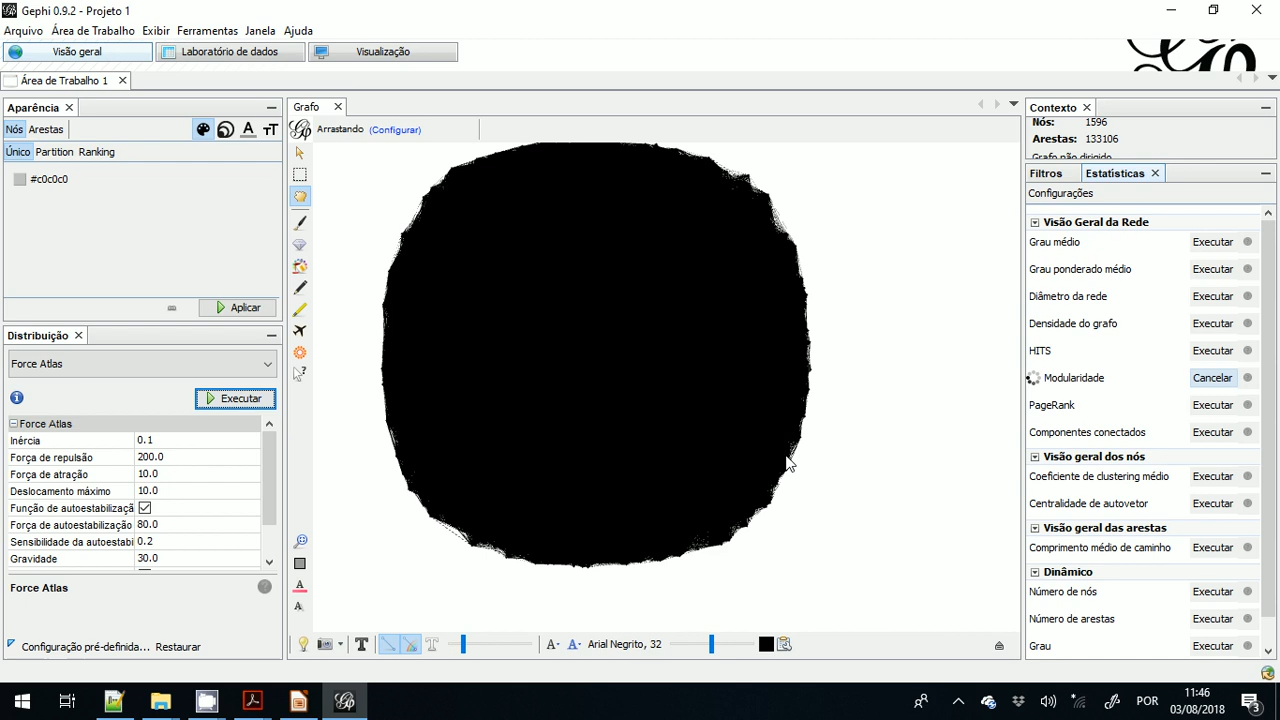 Gephi 0.9.2 - Projeto 1
Arquivo Área de Trabalho Exibir Ferramentas Janela Ajuda
Visão geral Laboratório de dados Visualização
Área de Trabalho 1
Aparência
Nós Arestas
Único Partition Ranking
#c0c0c0
Aplicar
Distribuição
Force Atlas
Executar
Force Atlas
Inércia 0.1
Força de repulsão 200.0
Força de atração 10.0
Deslocamento máximo 10.0
Função de autoestabilizaçã
Força de autoestabilização 80.0
Sensibilidade da autoestabi 0.2
Gravidade 30.0
Force Atlas
Configuração pré-definida... Restaurar
Grafo
Arrastando (Configurar)
Arial Negrito, 32
Contexto
Nós: 1596
Arestas: 133106
Grafo não dirigido
Filtros Estatísticas
Configurações
Visão Geral da Rede
Grau médio Executar
Grau ponderado médio Executar
Diâmetro da rede Executar
Densidade do grafo Executar
HITS Executar
Modularidade Cancelar
PageRank Executar
Componentes conectados Executar
Visão geral dos nós
Coeficiente de clustering médio Executar
Centralidade de autovetor Executar
Visão geral das arestas
Comprimento médio de caminho Executar
Dinâmico
Número de nós Executar
Número de arestas Executar
Grau Executar
POR
11:46
03/08/2018
3